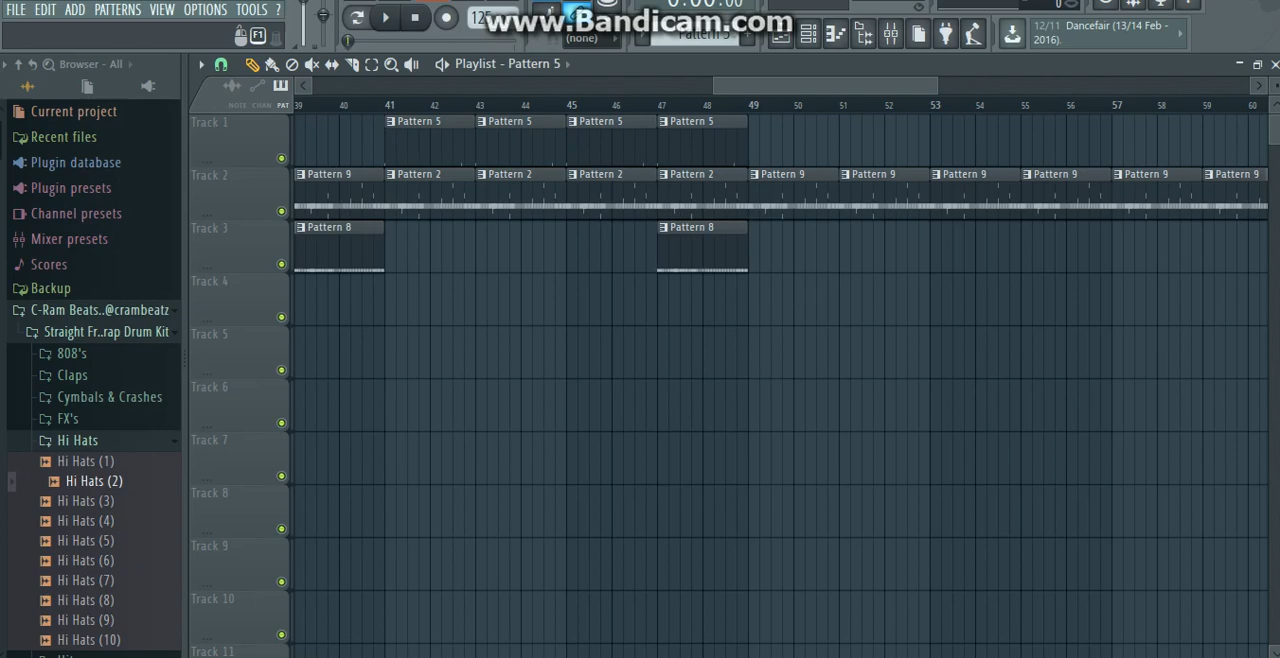 FILE EDIT ADD PATTERNS VIEW OPTIONS TOOLS ?
www.Bandicam.com
F1
(none)
Pattern 5
12/11 Dancefair (13/14 Feb -
2016).
Browser - All
Playlist - Pattern 5
NOTE CHAN PAT
39 40 41 42 43 44 45 46 47 48 49 50 51 52 53 54 55 56 57 58 59 60
Current project
Recent files
Plugin database
Plugin presets
Channel presets
Mixer presets
Scores
Backup
C-Ram Beats..@crambeatz
Straight Fr..rap Drum Kit
808's
Claps
Cymbals & Crashes
FX's
Hi Hats
Hi Hats (1)
Hi Hats (2)
Hi Hats (3)
Hi Hats (4)
Hi Hats (5)
Hi Hats (6)
Hi Hats (7)
Hi Hats (8)
Hi Hats (9)
Hi Hats (10)
Track 1
Pattern 5 Pattern 5 Pattern 5 Pattern 5
Track 2
Pattern 9 Pattern 2 Pattern 2 Pattern 2 Pattern 2 Pattern 9 Pattern 9 Pattern 9 Pattern 9 Pattern 9 Pattern 9
Track 3
Pattern 8 Pattern 8
Track 4
Track 5
Track 6
Track 7
Track 8
Track 9
Track 10
Track 11